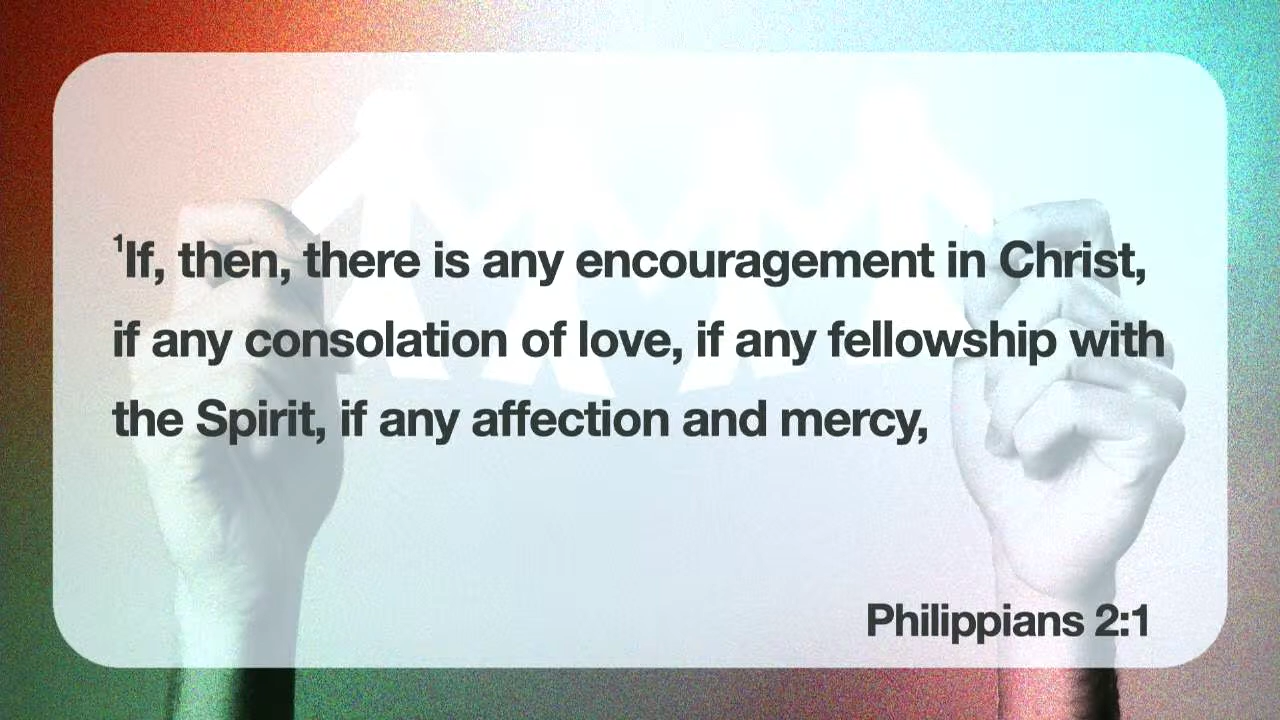 ¹If, then, there is any encouragement in Christ,
if any consolation of love, if any fellowship with
the Spirit, if any affection and mercy,
Philippians 2:1